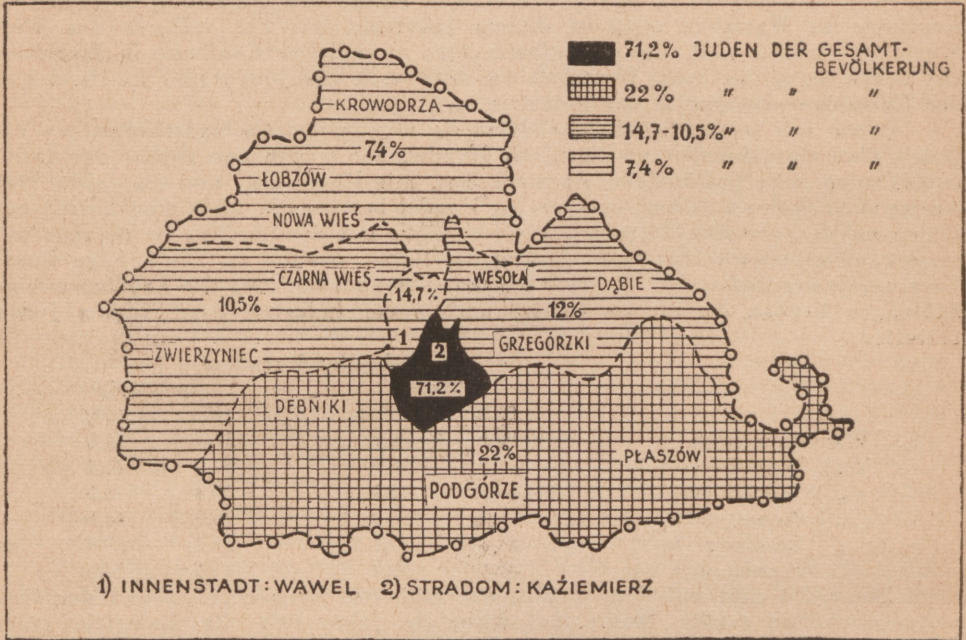 71,2% JUDEN DER GESAMT-
BEVÖLKERUNG
22% " " "
14,7-10,5% " " "
7,4% " " "
KROWODRZA
7,4%
ŁOBZÓW
NOWA WIEŚ
CZARNA WIEŚ
WESOŁA
DĄBIE
10,5%
14,7%
12%
1
GRZEGÓRZKI
ZWIERZYNIEC
2
71,2%
DEBNIKI
22%
PŁASZÓW
PODGÓRZE
1) INNENSTADT: WAWEL 2) STRADOM: KAŹIEMIERZ